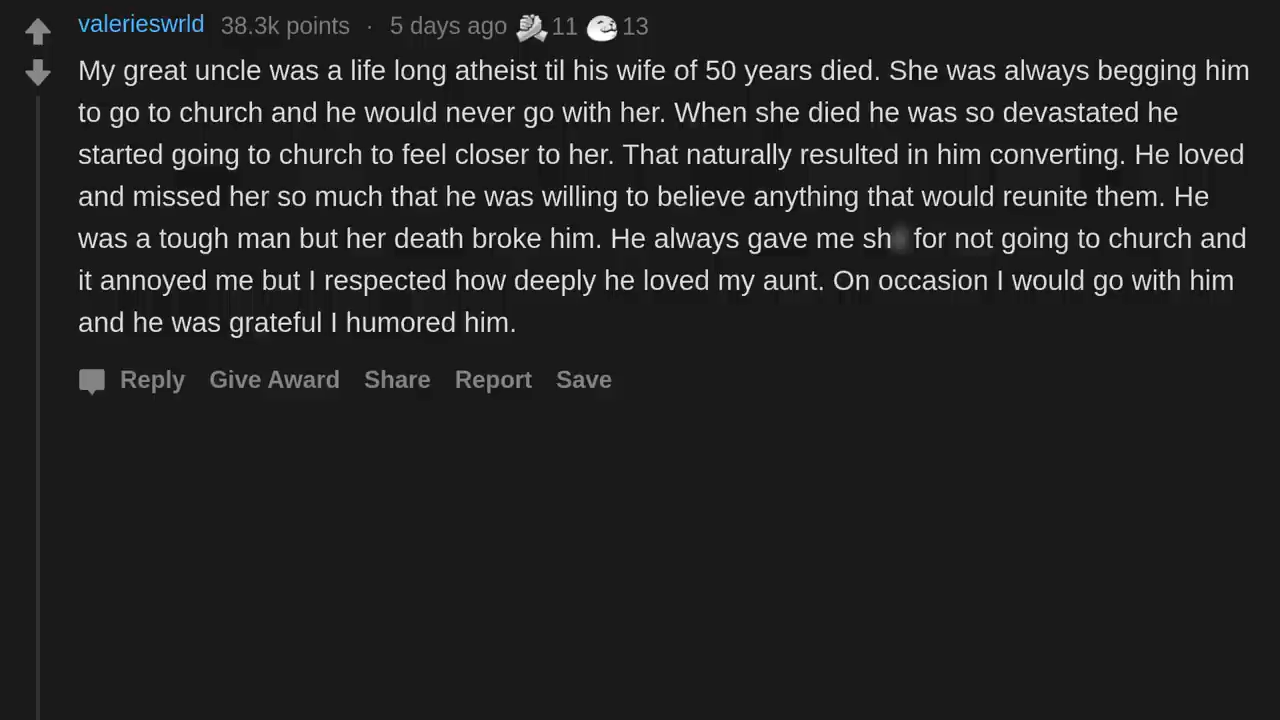 valerieswrld 38.3k points · 5 days ago 11 13
My great uncle was a life long atheist til his wife of 50 years died. She was always begging him
to go to church and he would never go with her. When she died he was so devastated he
started going to church to feel closer to her. That naturally resulted in him converting. He loved
and missed her so much that he was willing to believe anything that would reunite them. He
was a tough man but her death broke him. He always gave me sh for not going to church and
it annoyed me but I respected how deeply he loved my aunt. On occasion I would go with him
and he was grateful I humored him.
Reply Give Award Share Report Save